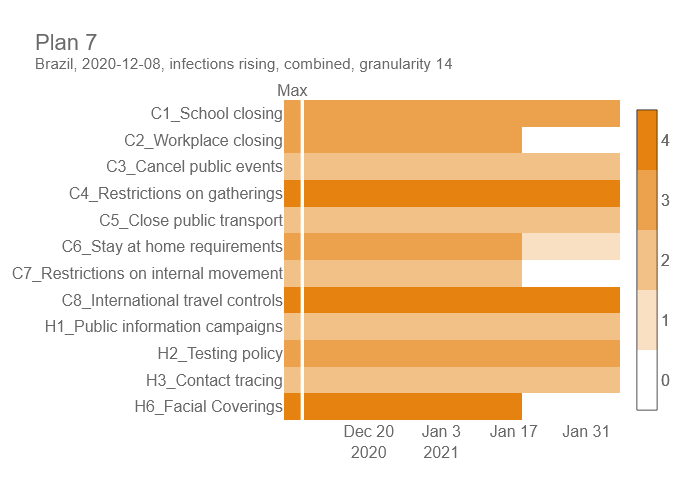 Plan 7
Brazil, 2020-12-08, infections rising, combined, granularity 14
Max
C1_School closing
C2_Workplace closing
C3_Cancel public events
C4_Restrictions on gatherings
C5_Close public transport
C6_Stay at home requirements
C7_Restrictions on internal movement
C8_International travel controls
H1_Public information campaigns
H2_Testing policy
H3_Contact tracing
H6_Facial Coverings
Dec 20 Jan 3 Jan 17 Jan 31
2020 2021
4
3
2
1
0